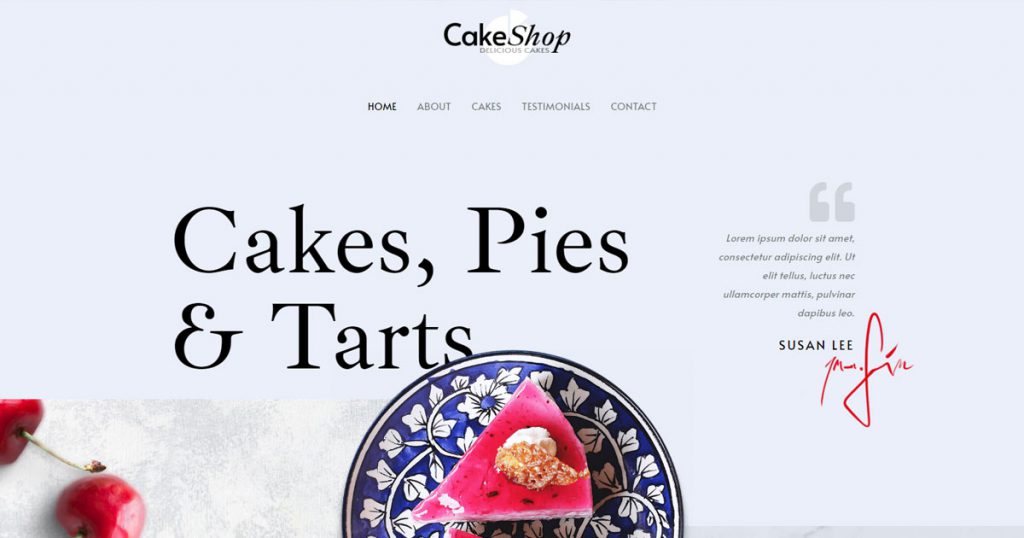 CakeShop
DELICIOUS CAKES
HOME ABOUT CAKES TESTIMONIALS CONTACT
Cakes, Pies
& Tarts
Lorem ipsum dolor sit amet,
consectetur adipiscing elit. Ut
elit tellus, luctus nec
ullamcorper mattis, pulvinar
dapibus leo.
SUSAN LEE